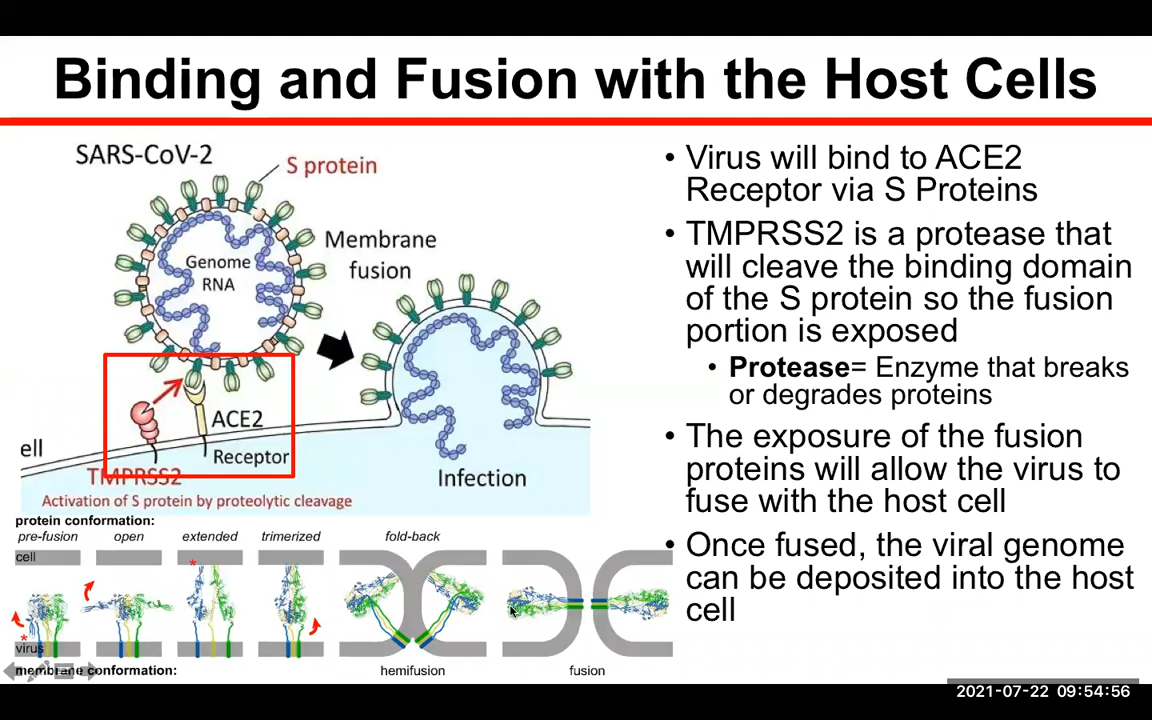 Binding and Fusion with the Host Cells
SARS-CoV-2
S protein
Genome
RNA
Membrane
fusion
ACE2
Receptor
ell
TMPRSS2
Infection
Activation of S protein by proteolytic cleavage
protein conformation:
pre-fusion
open
extended
trimerized
fold-back
cell
*
*
virus
membrane conformation:
hemifusion
fusion
• Virus will bind to ACE2
Receptor via S Proteins
• TMPRSS2 is a protease that
will cleave the binding domain
of the S protein so the fusion
portion is exposed
• Protease= Enzyme that breaks
or degrades proteins
• The exposure of the fusion
proteins will allow the virus to
fuse with the host cell
• Once fused, the viral genome
can be deposited into the host
cell
2021-07-22 09:54:56